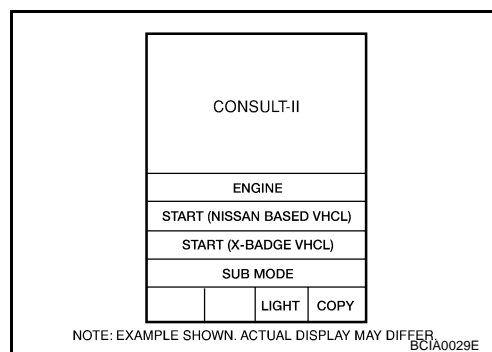 CONSULT-II
ENGINE
START (NISSAN BASED VHCL)
START (X-BADGE VHCL)
SUB MODE
LIGHT COPY
NOTE: EXAMPLE SHOWN. ACTUAL DISPLAY MAY DIFFER.
BCIA0029E